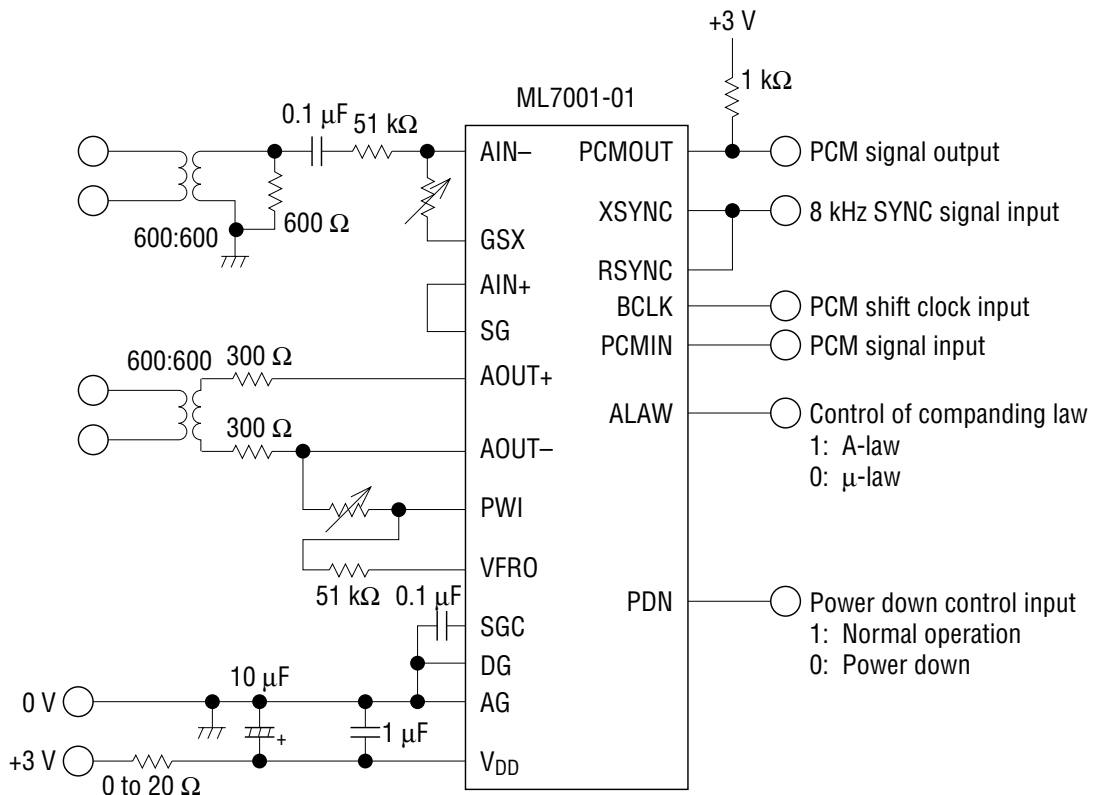 +3 V
1 kΩ
ML7001-01
0.1 μF
51 kΩ
600 Ω
600:600
AIN–
GSX
AIN+
SG
600:600
300 Ω
300 Ω
AOUT+
AOUT–
PWI
VFRO
51 kΩ
0.1 μF
SGC
DG
AG
VDD
0 V
10 μF
+
1 μF
+3 V
0 to 20 Ω
PCMOUT
PCM signal output
XSYNC
8 kHz SYNC signal input
RSYNC
BCLK
PCM shift clock input
PCMIN
PCM signal input
ALAW
Control of companding law
1: A-law
0: μ-law
PDN
Power down control input
1: Normal operation
0: Power down